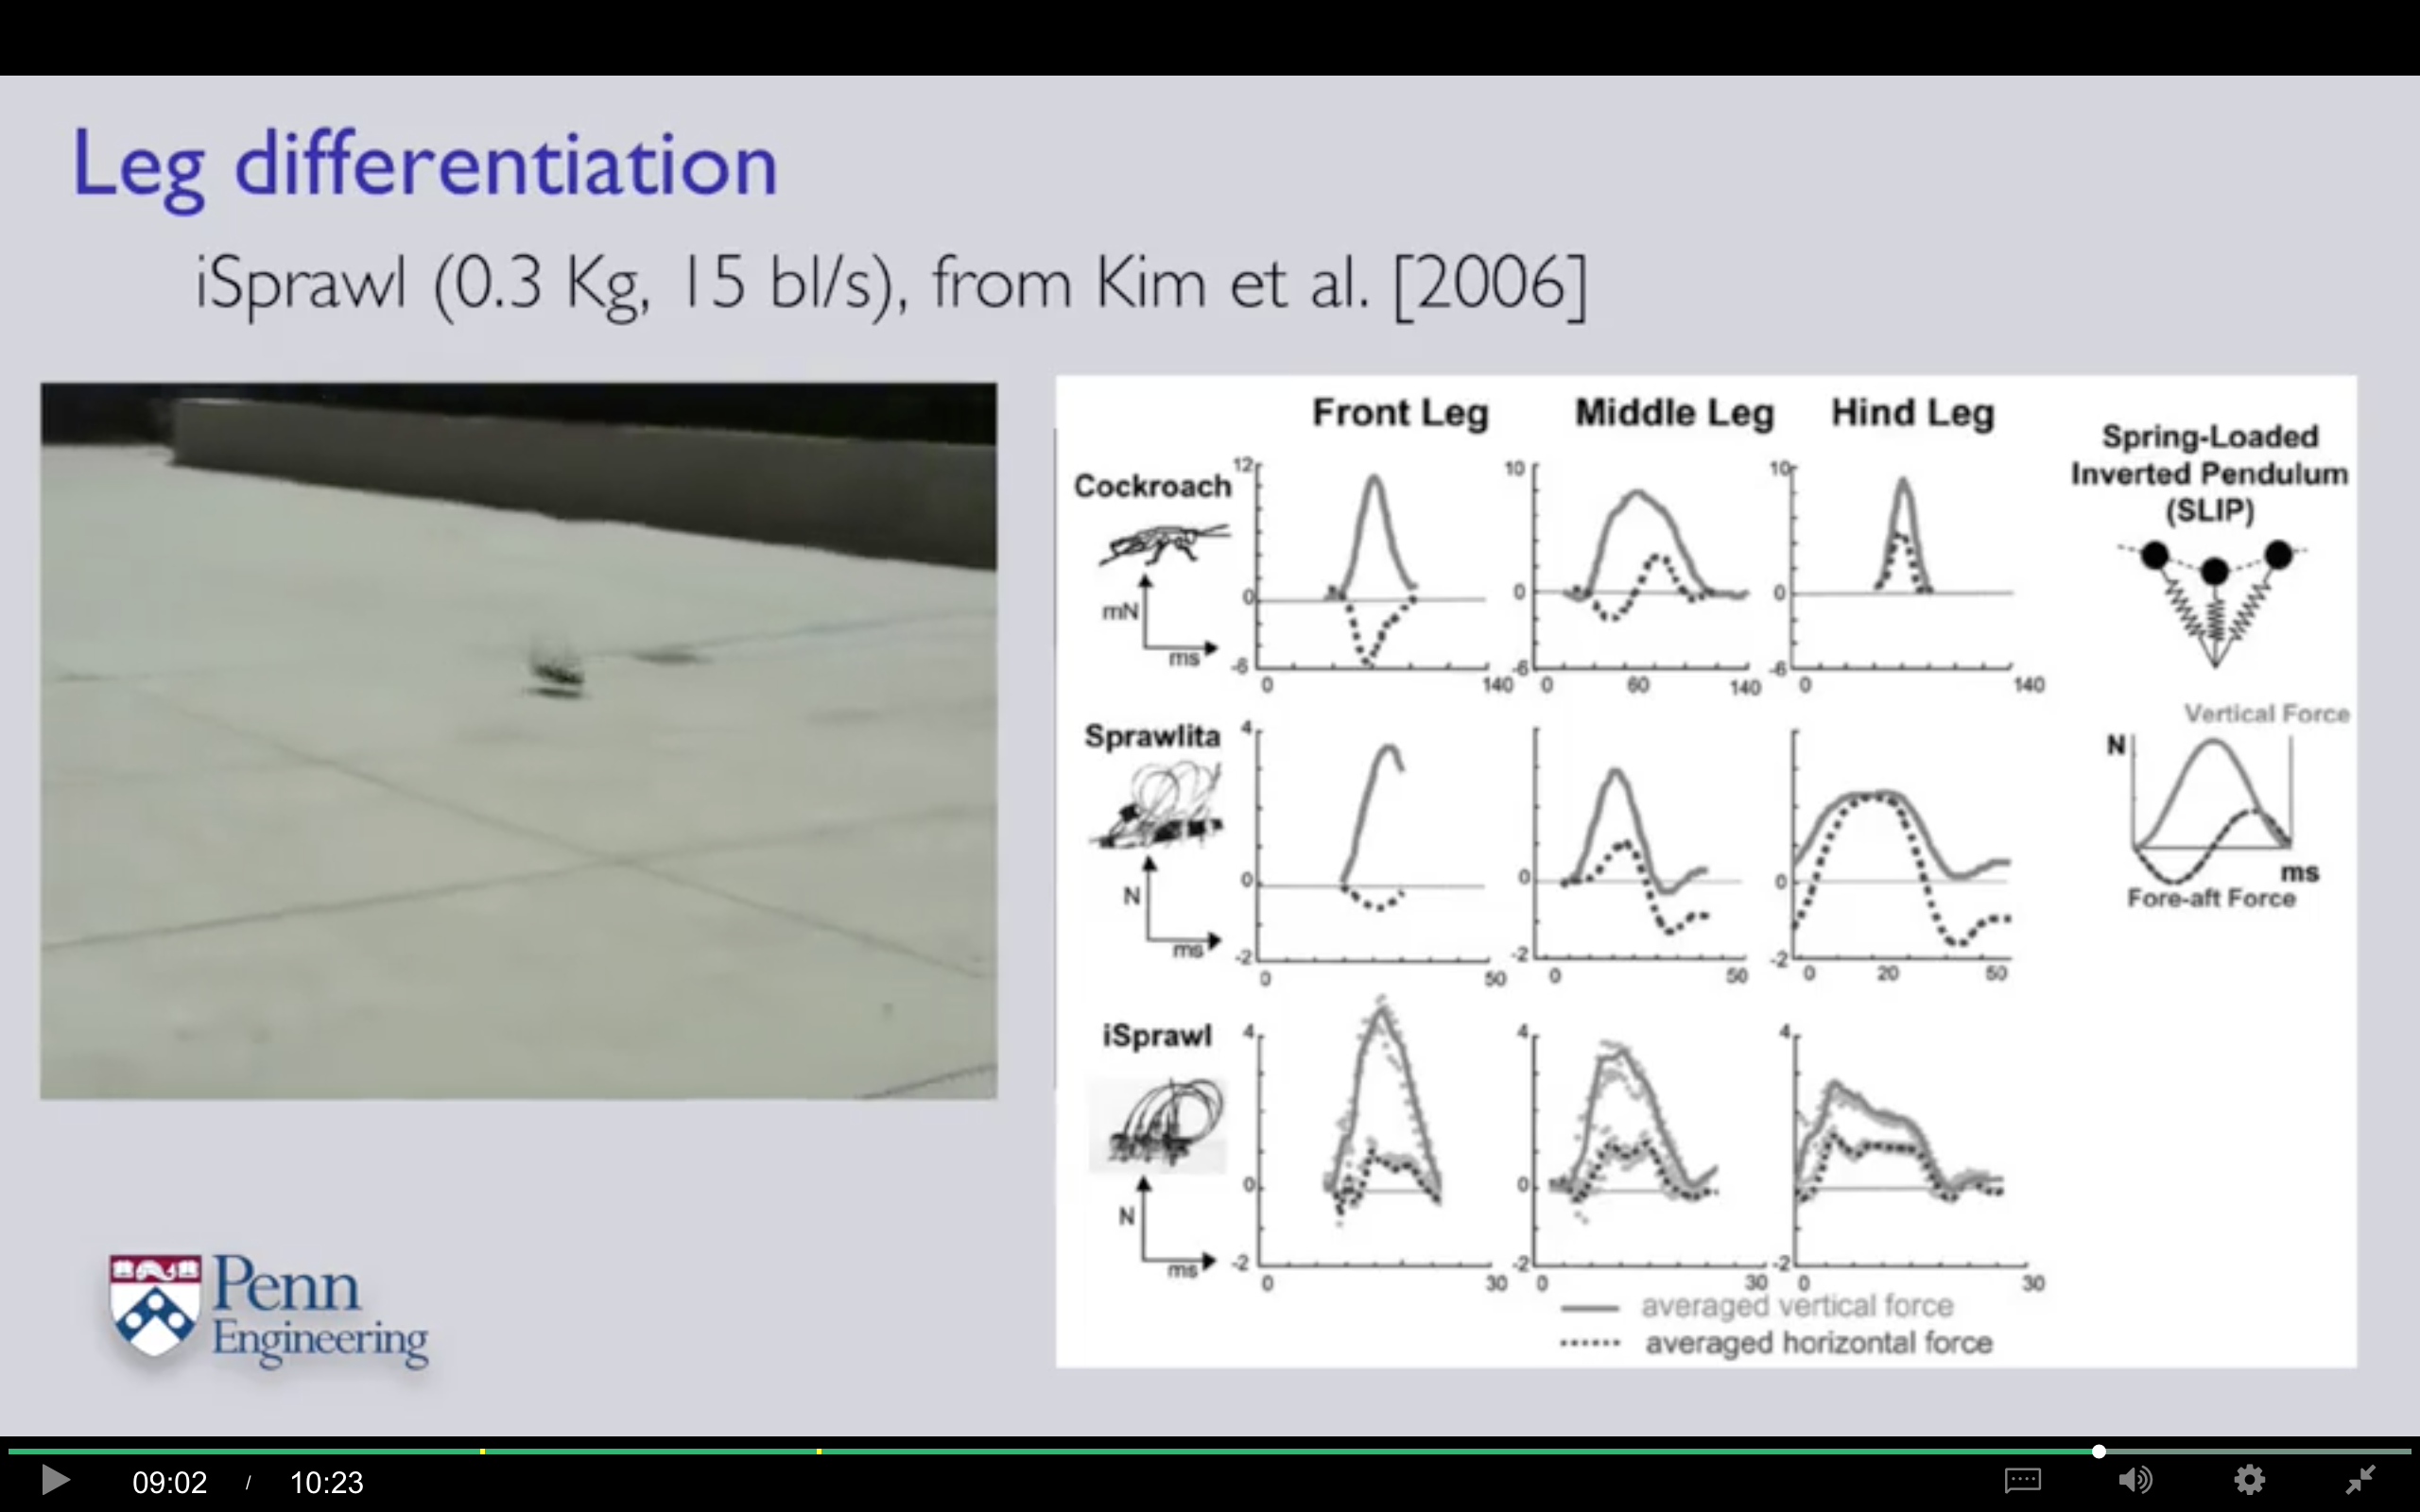 Leg differentiation
iSprawl (0.3 Kg, 15 bl/s), from Kim et al. [2006]
Front Leg Middle Leg Hind Leg
Spring-Loaded
Inverted Pendulum
(SLIP)
Cockroach
12 10 10
0 0 0
-6 -6 -6
mN
ms
0 140 0 60 140 0 140
Vertical Force
N
ms
Fore-aft Force
Sprawlita
4
0 0 0
-2 -2 -2
N
ms
0 50 0 50 0 20 50
iSprawl
4 4 4
0 0 0
-2 -2 -2
N
ms
0 30 0 30 0 30
averaged vertical force
averaged horizontal force
Penn
Engineering
09:02 / 10:23